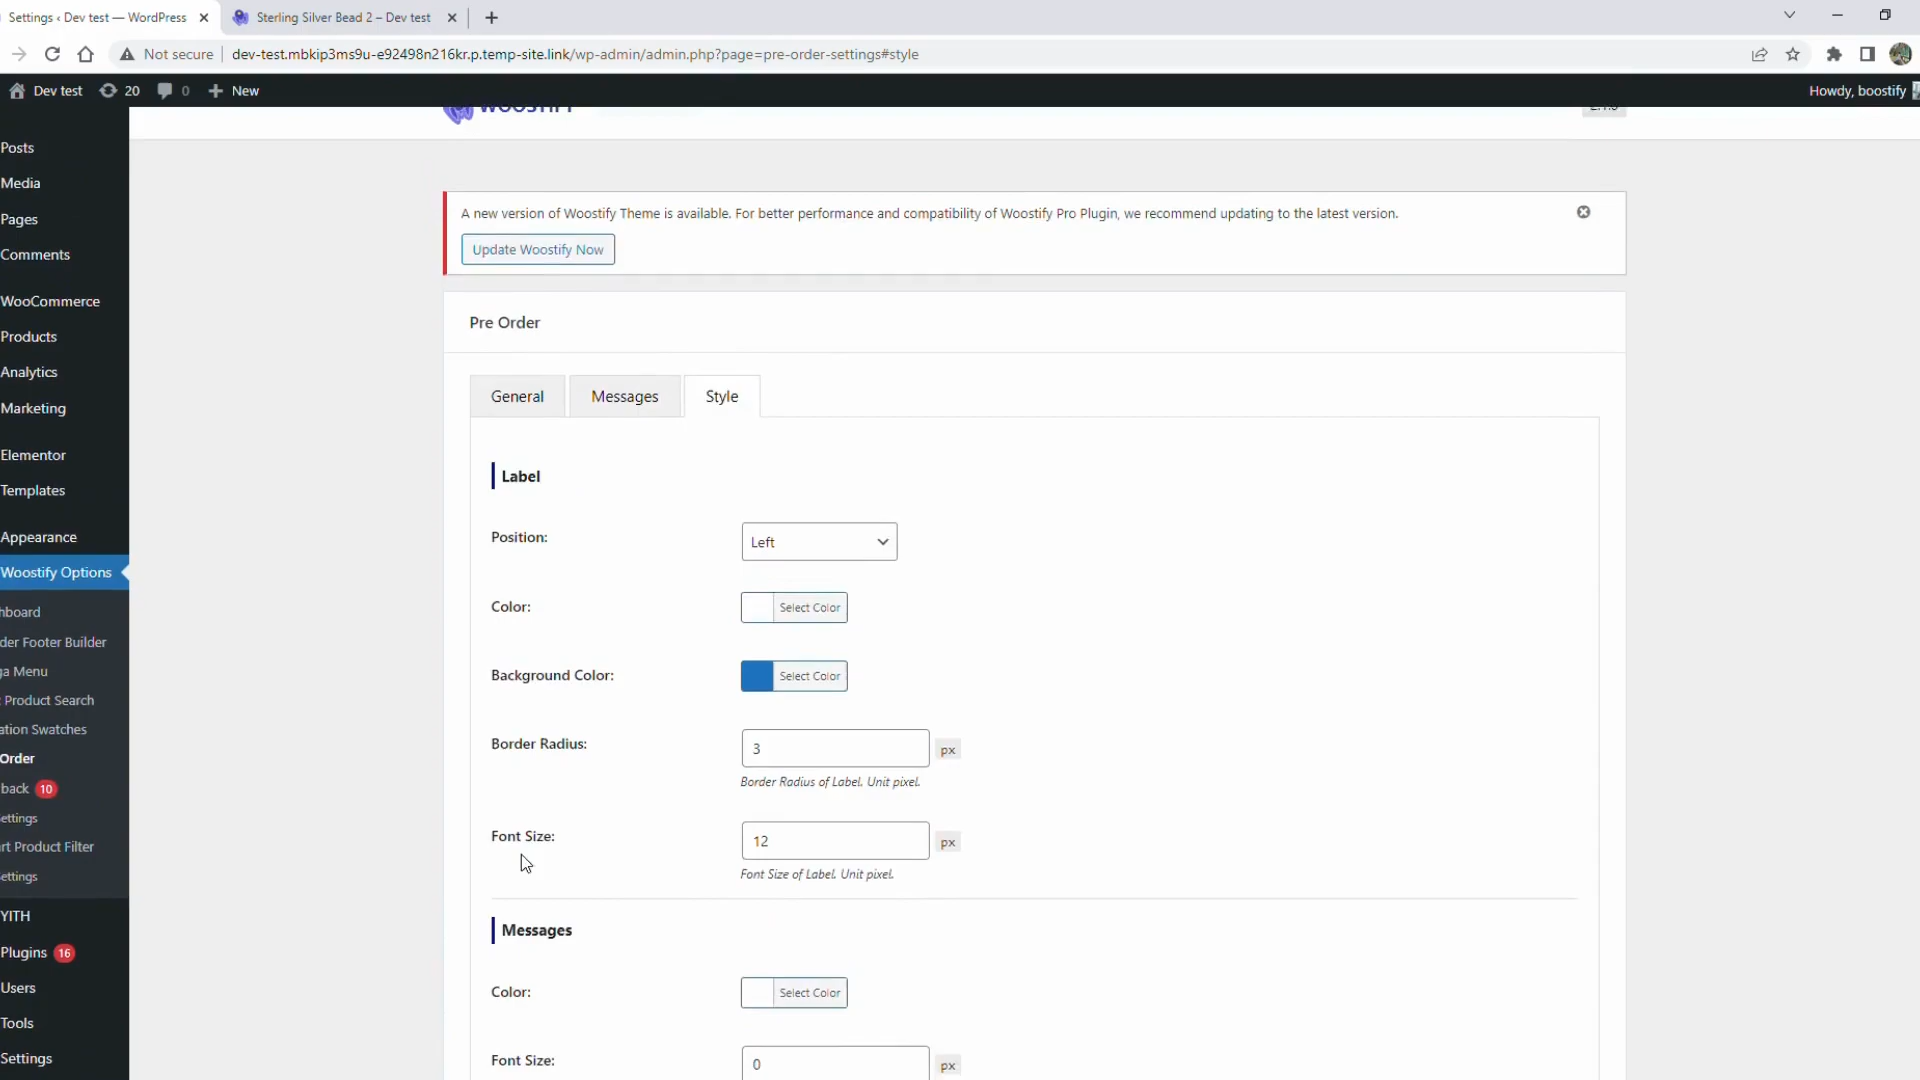 Settings ‹ Dev test — WordPress
Sterling Silver Bead 2 – Dev test
Not secure
dev-test.mbkip3ms9u-e92498n216kr.p.temp-site.link/wp-admin/admin.php?page=pre-order-settings#style
Dev test
20
0
New
Howdy, boostify
Posts
Media
Pages
Comments
WooCommerce
Products
Analytics
Marketing
Elementor
Templates
Appearance
Woostify Options
hboard
der Footer Builder
ga Menu
Product Search
ation Swatches
Order
back 10
ettings
rt Product Filter
ettings
YITH
Plugins 16
Users
Tools
Settings
WOOSTIFY
A new version of Woostify Theme is available. For better performance and compatibility of Woostify Pro Plugin, we recommend updating to the latest version.
Update Woostify Now
Pre Order
General
Messages
Style
Label
Position:
Left
Color:
Select Color
Background Color:
Select Color
Border Radius:
3
px
Border Radius of Label. Unit pixel.
Font Size:
12
px
Font Size of Label. Unit pixel.
Messages
Color:
Select Color
Font Size:
0
px